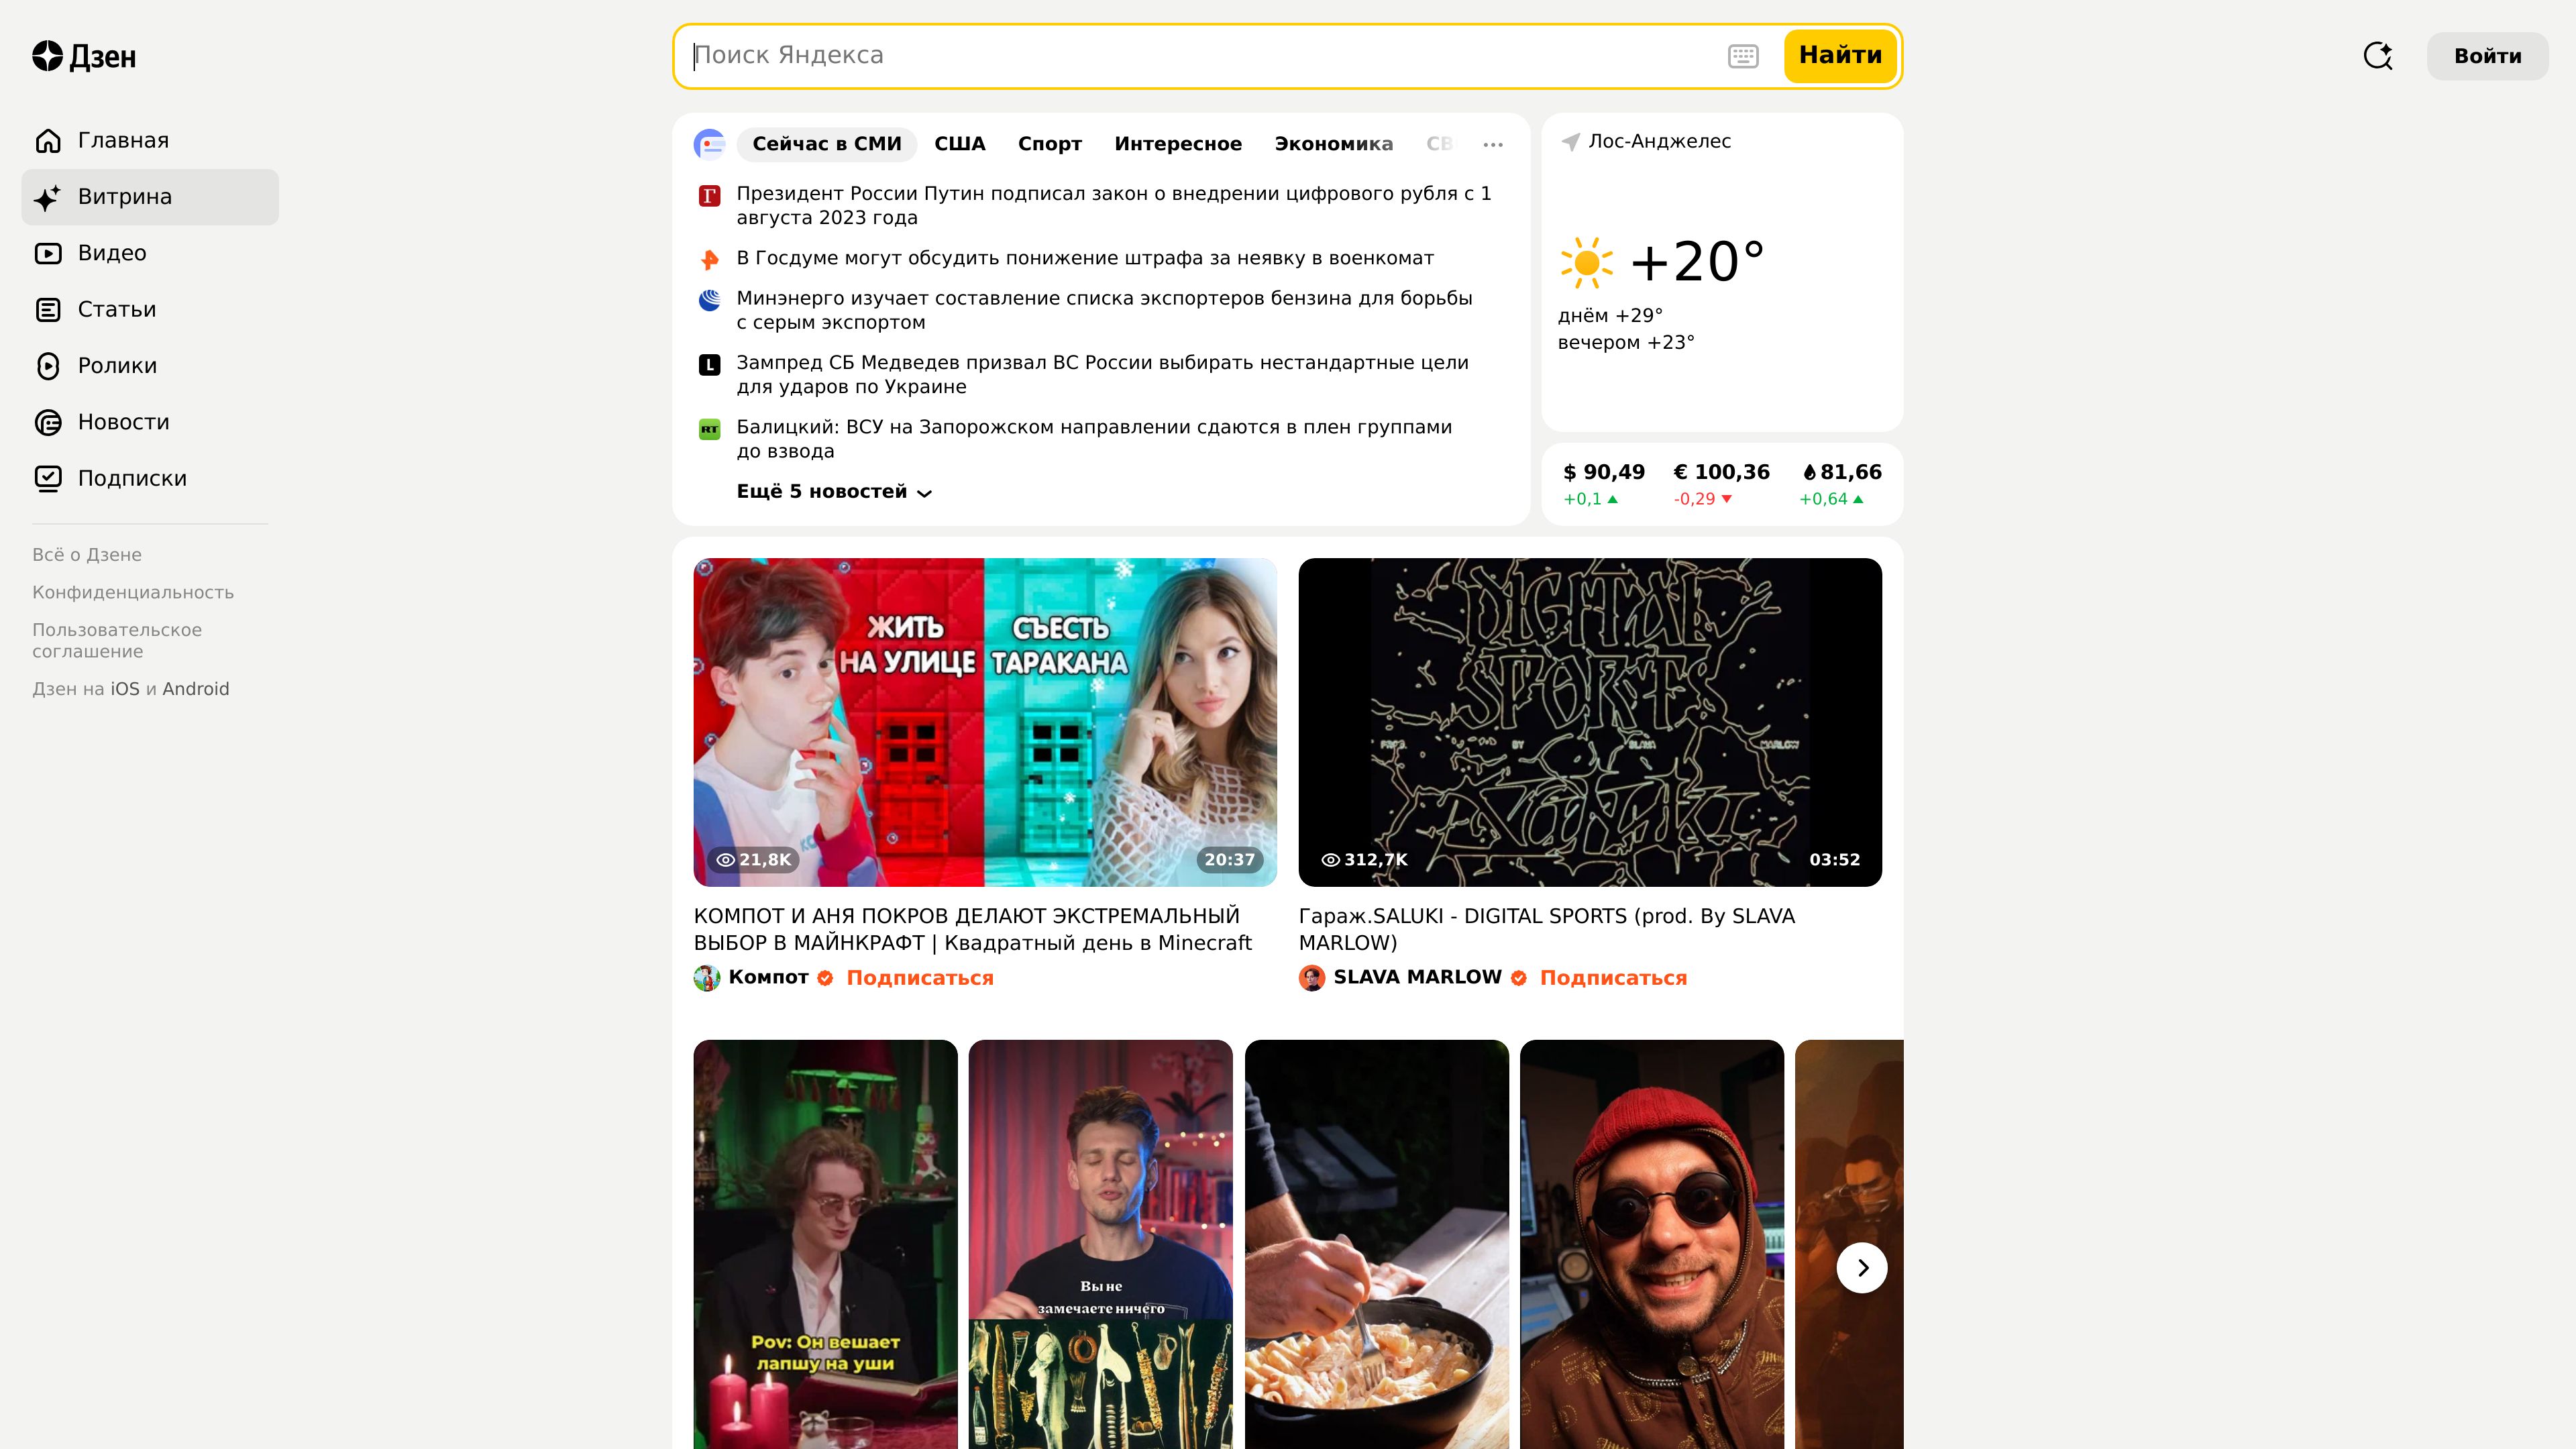 Дзен
Поиск Яндекса
Найти
Войти
Главная
Витрина
Видео
Статьи
Ролики
Новости
Подписки
Всё о Дзене
Конфиденциальность
Пользовательское
соглашение
Дзен на iOS и Android
Сейчас в СМИ США Спорт Интересное Экономика
Президент России Путин подписал закон о внедрении цифрового рубля с 1
августа 2023 года
В Госдуме могут обсудить понижение штрафа за неявку в военкомат
Минэнерго изучает составление списка экспортеров бензина для борьбы
с серым экспортом
L
Зампред СБ Медведев призвал ВС России выбирать нестандартные цели
для ударов по Украине
RT
Балицкий: ВСУ на Запорожском направлении сдаются в плен группами
до взвода
Ещё 5 новостей
Лос-Анджелес
+20°
днём +29°
вечером +23°
$ 90,49 € 100,36 81,66
+0,1 -0,29 +0,64
ЖИТЬ
НА УЛИЦЕ
СЪЕСТЬ
ТАРАКАНА
21,8K
20:37
КОМПОТ И АНЯ ПОКРОВ ДЕЛАЮТ ЭКСТРЕМАЛЬНЫЙ
ВЫБОР В МАЙНКРАФТ | Квадратный день в Minecraft
Компот Подписаться
DIGITAL
SPORTS
PROD. BY SLAVA MARLOW
312,7K
03:52
Гараж.SALUKI - DIGITAL SPORTS (prod. By SLAVA
MARLOW)
SLAVA MARLOW Подписаться
Pov: Он вешает
лапшу на уши
Вы не
замечаете ничего